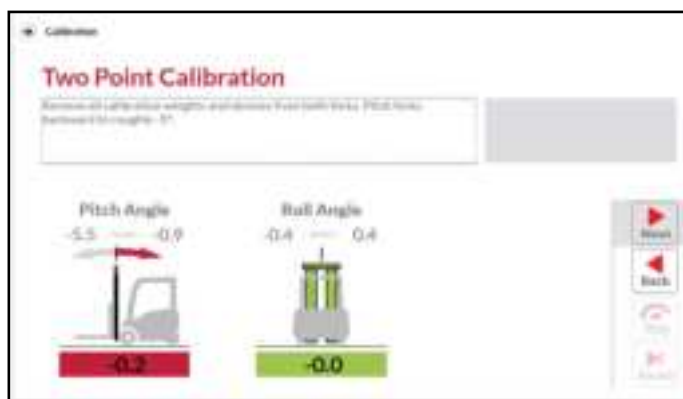 Calibration
Two Point Calibration
Remove all calibration weights and devices from both forks. Pitch forks
backward to roughly -5°.
Pitch Angle
-5.5 -0.9
Roll Angle
-0.4 0.4
Next
Back
-0.2
-0.0